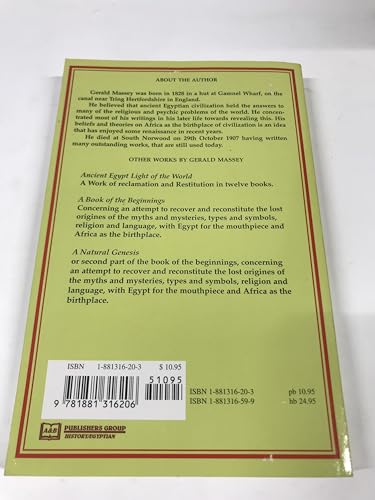 ABOUT THE AUTHOR
Gerald Massey was born in 1828 in a hut at Gamnel Wharf, on the
canal near Tring Hertfordshire in England.
He believed that ancient Egyptian civilization held the answers to
many of the religious and psychic problems of the world. He concen-
trated most of his writings in his later life towards revealing this. His
beliefs and theories on Africa as the birthplace of civilization is an idea
that has enjoyed some renaissance in recent years.
He died at South Norwood on 29th October 1907 having written
many outstanding works, that are still used today.
OTHER WORKS BY GERALD MASSEY
Ancient Egypt Light of the World
A Work of reclamation and Restitution in twelve books.
A Book of the Beginnings
Concerning an attempt to recover and reconstitute the lost
origines of the myths and mysteries, types and symbols,
religion and language, with Egypt for the mouthpiece and
Africa as the birthplace.
A Natural Genesis
or second part of the book of the beginnings, concerning
an attempt to recover and reconstitute the lost origines of
the myths and mysteries, types and symbols, religion and
language, with Egypt for the mouthpiece and Africa as the
birthplace.
ISBN 1-881316-20-3 $ 10.95
51095
9 781881 316206
ISBN 1-881316-20-3 pb 10.95
ISBN 1-881316-59-9 hb 24.95
A&B
PUBLISHERS GROUP
HISTORY/EGYPTIAN